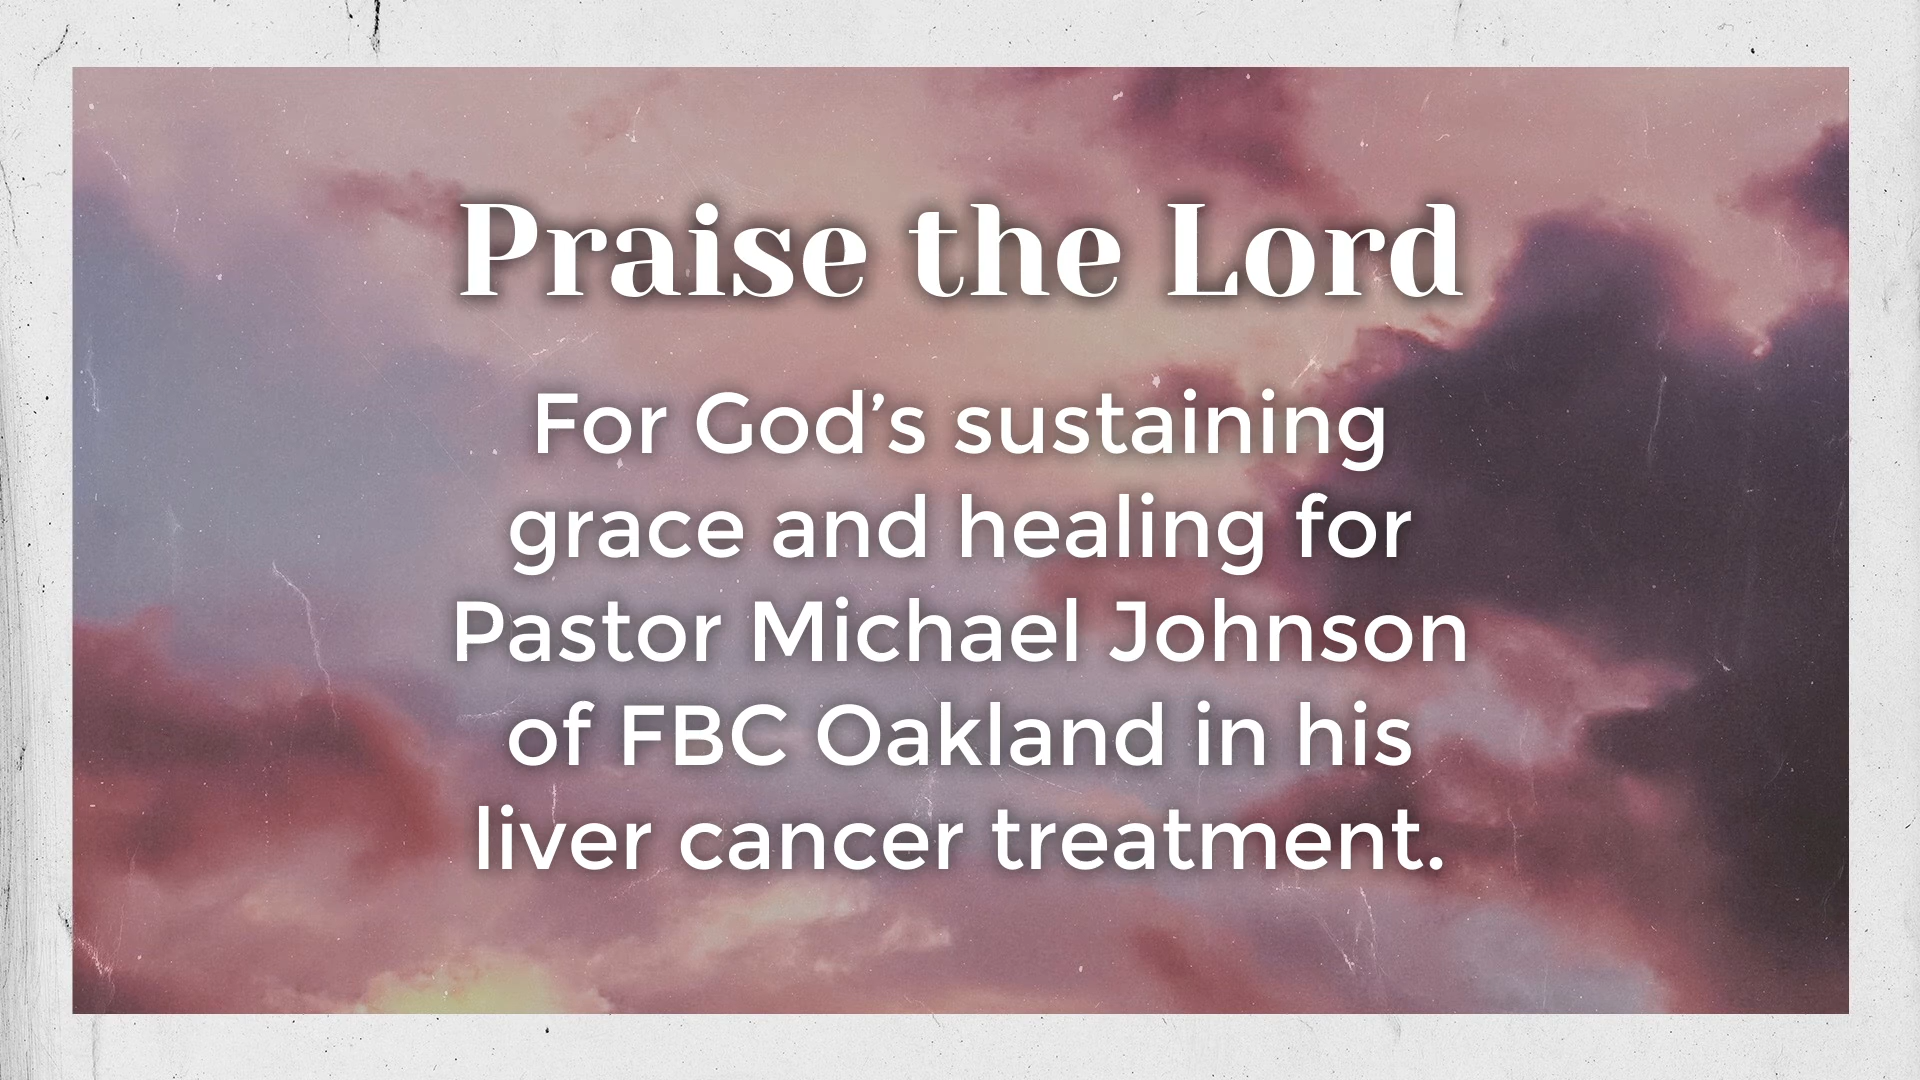 Praise the Lord
For God’s sustaining
grace and healing for
Pastor Michael Johnson
of FBC Oakland in his
liver cancer treatment.